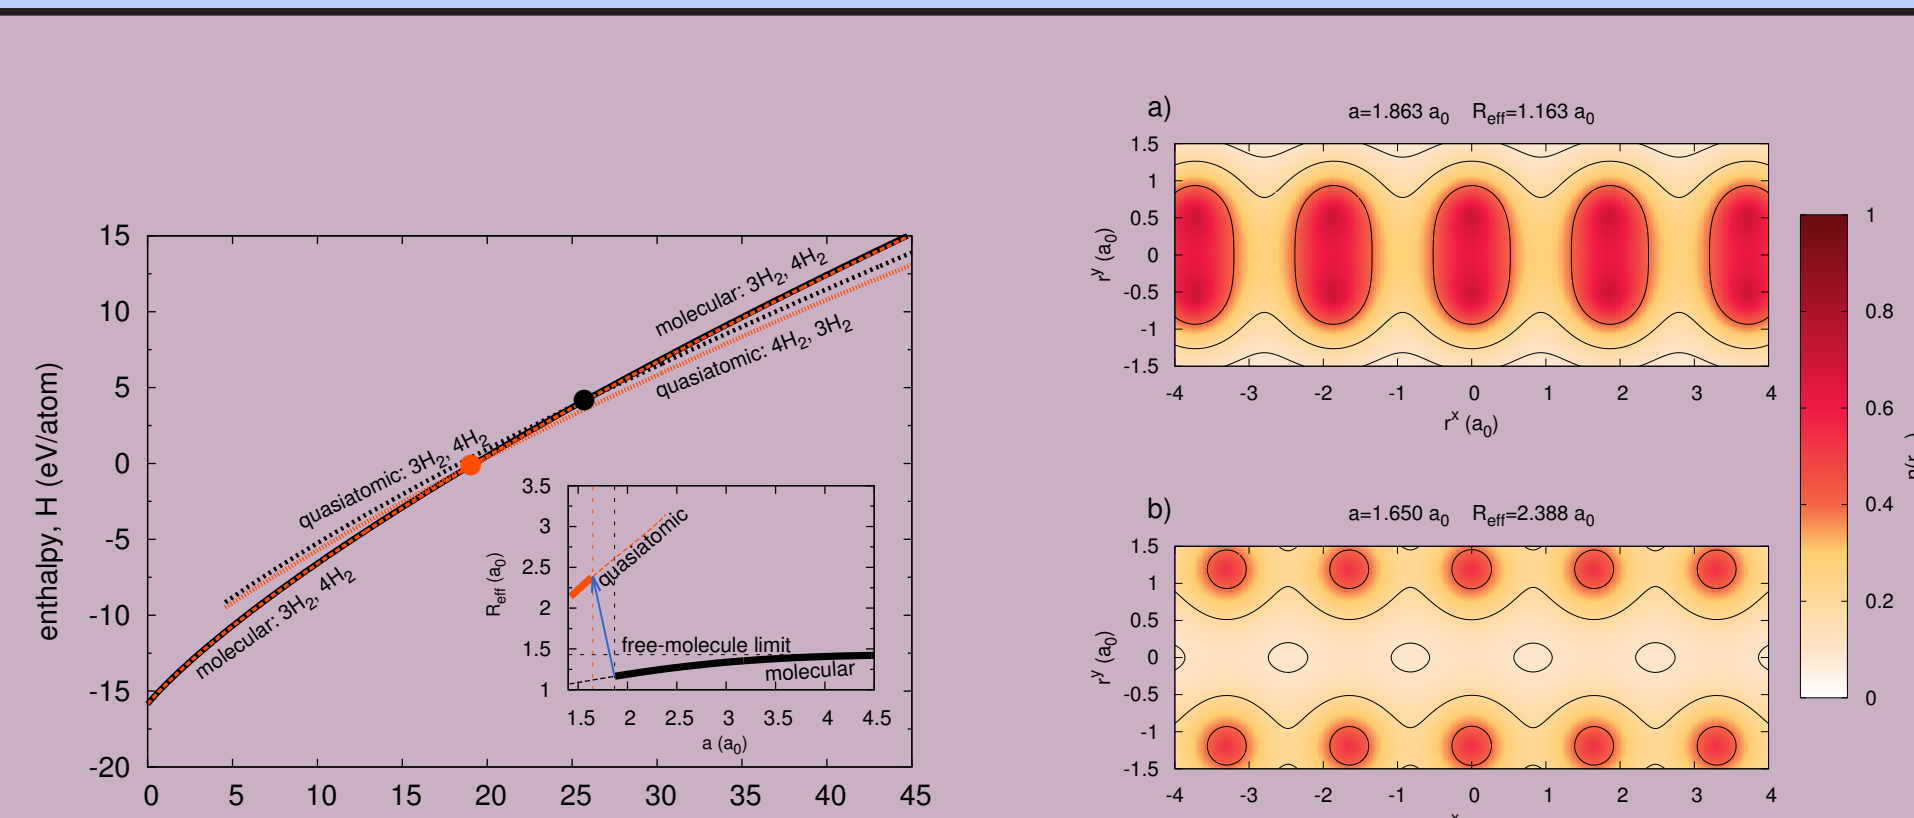 15
10
5
0
-5
-10
-15
-20
0 5 10 15 20 25 30 35 40 45
enthalpy, H (eV/atom)
molecular: 3H2, 4H2
quasiatomic: 4H2, 3H2
quasiatomic: 3H2, 4H2
molecular: 3H2, 4H2
3.5
3
2.5
2
1.5
1
Reff (a0)
quasiatomic
free-molecule limit
molecular
1.5 2 2.5 3 3.5 4 4.5
a (a0)
a)
a=1.863 a0 Reff=1.163 a0
1.5
1
0.5
0
-0.5
-1
-1.5
ry (a0)
-4 -3 -2 -1 0 1 2 3 4
rx (a0)
b)
a=1.650 a0 Reff=2.388 a0
1.5
1
0.5
0
-0.5
-1
-1.5
ry (a0)
-4 -3 -2 -1 0 1 2 3 4
x
1
0.8
0.6
0.4
0.2
0